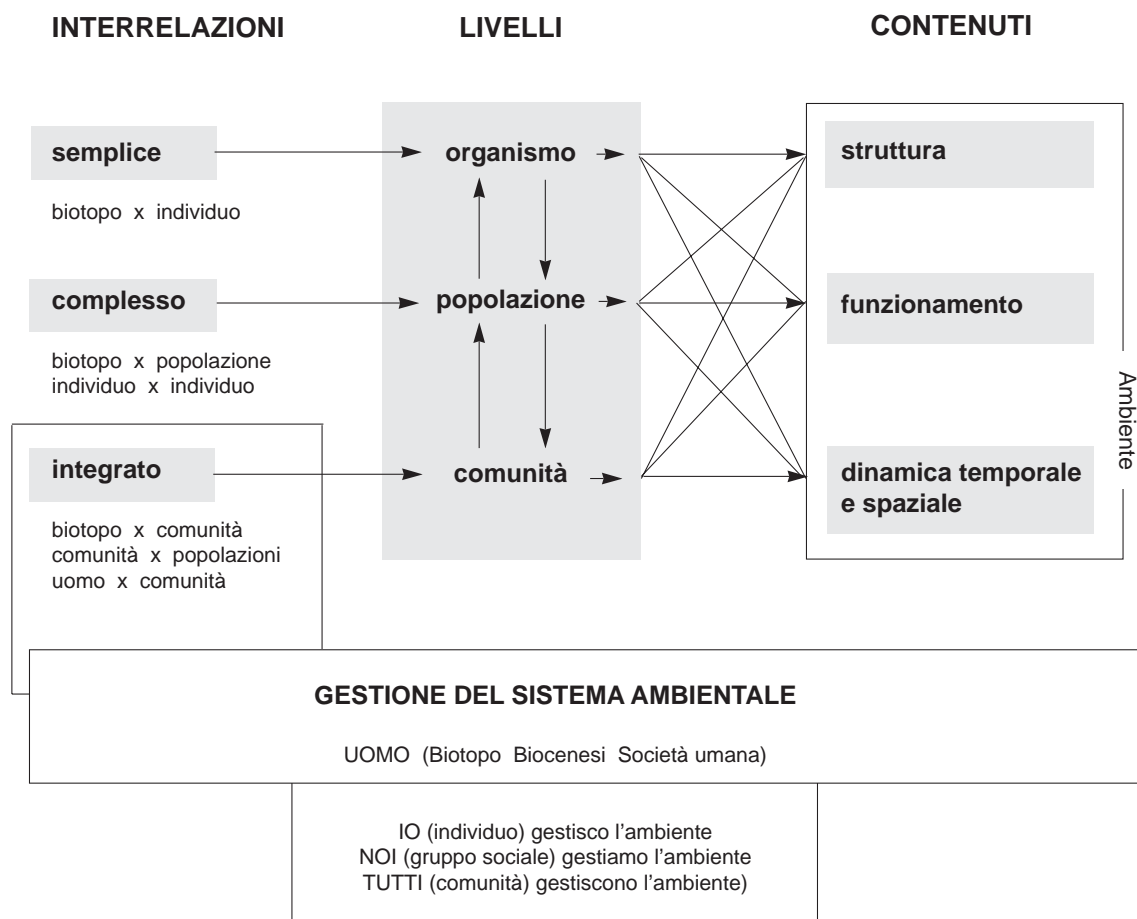 INTERRELAZIONI
LIVELLI
CONTENUTI
semplice
organismo
struttura
biotopo x individuo
complesso
popolazione
funzionamento
biotopo x popolazione
individuo x individuo
Ambiente
integrato
comunità
dinamica temporale
e spaziale
biotopo x comunità
comunità x popolazioni
uomo x comunità
GESTIONE DEL SISTEMA AMBIENTALE
UOMO (Biotopo Biocenesi Società umana)
IO (individuo) gestisco l’ambiente
NOI (gruppo sociale) gestiamo l’ambiente
TUTTI (comunità) gestiscono l’ambiente)